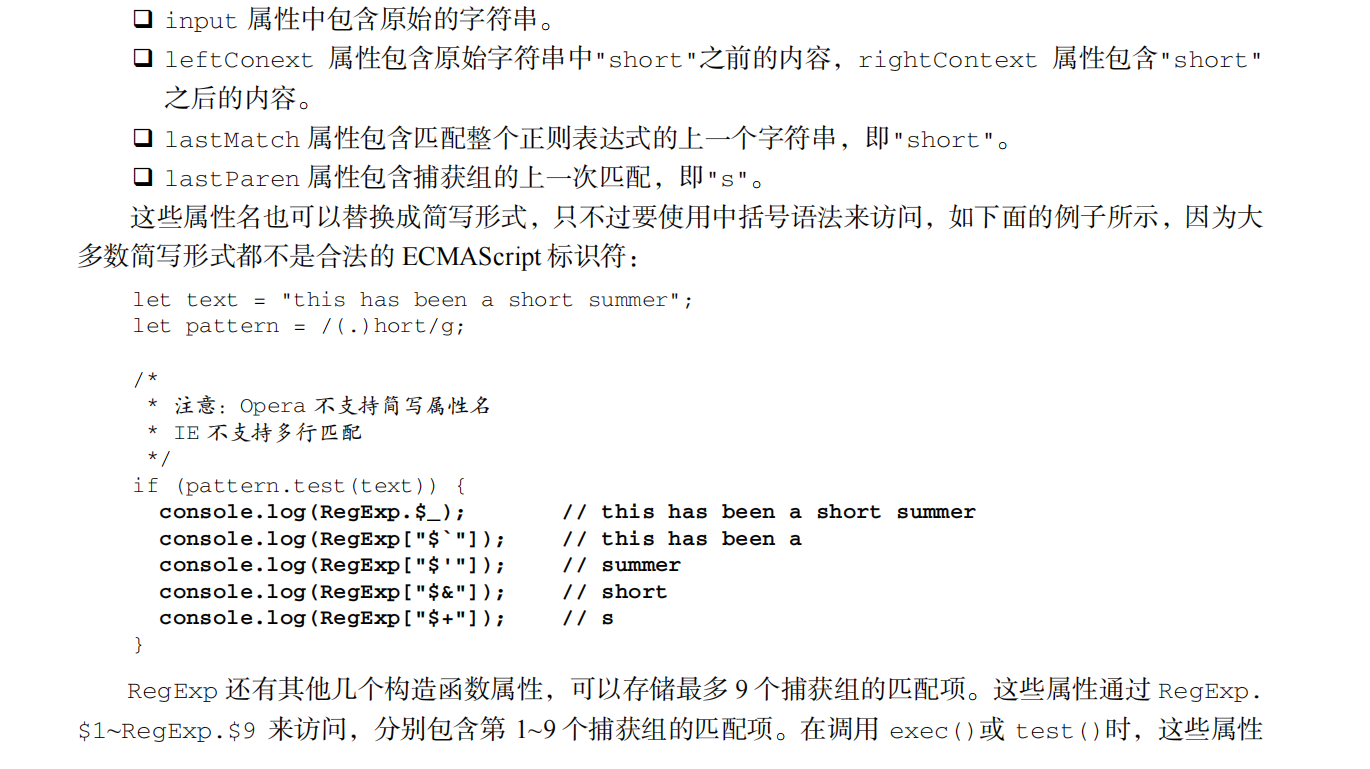 ❑ input 属性中包含原始的字符串。
❑ leftConext 属性包含原始字符串中"short"之前的内容，rightContext 属性包含"short"
之后的内容。
❑ lastMatch 属性包含匹配整个正则表达式的上一个字符串，即"short"。
❑ lastParen 属性包含捕获组的上一次匹配，即"s"。
这些属性名也可以替换成简写形式，只不过要使用中括号语法来访问，如下面的例子所示，因为大
多数简写形式都不是合法的 ECMAScript 标识符：
let text = "this has been a short summer";
let pattern = /(.)hort/g;
/*
 * 注意：Opera 不支持简写属性名
 * IE 不支持多行匹配
 */
if (pattern.test(text)) {
  console.log(RegExp.$_);       // this has been a short summer
  console.log(RegExp["$`"]);    // this has been a
  console.log(RegExp["$'"]);    // summer
  console.log(RegExp["$&"]);    // short
  console.log(RegExp["$+"]);    // s
}
RegExp 还有其他几个构造函数属性，可以存储最多 9 个捕获组的匹配项。这些属性通过 RegExp.
$1~RegExp.$9 来访问，分别包含第 1~9 个捕获组的匹配项。在调用 exec()或 test()时，这些属性